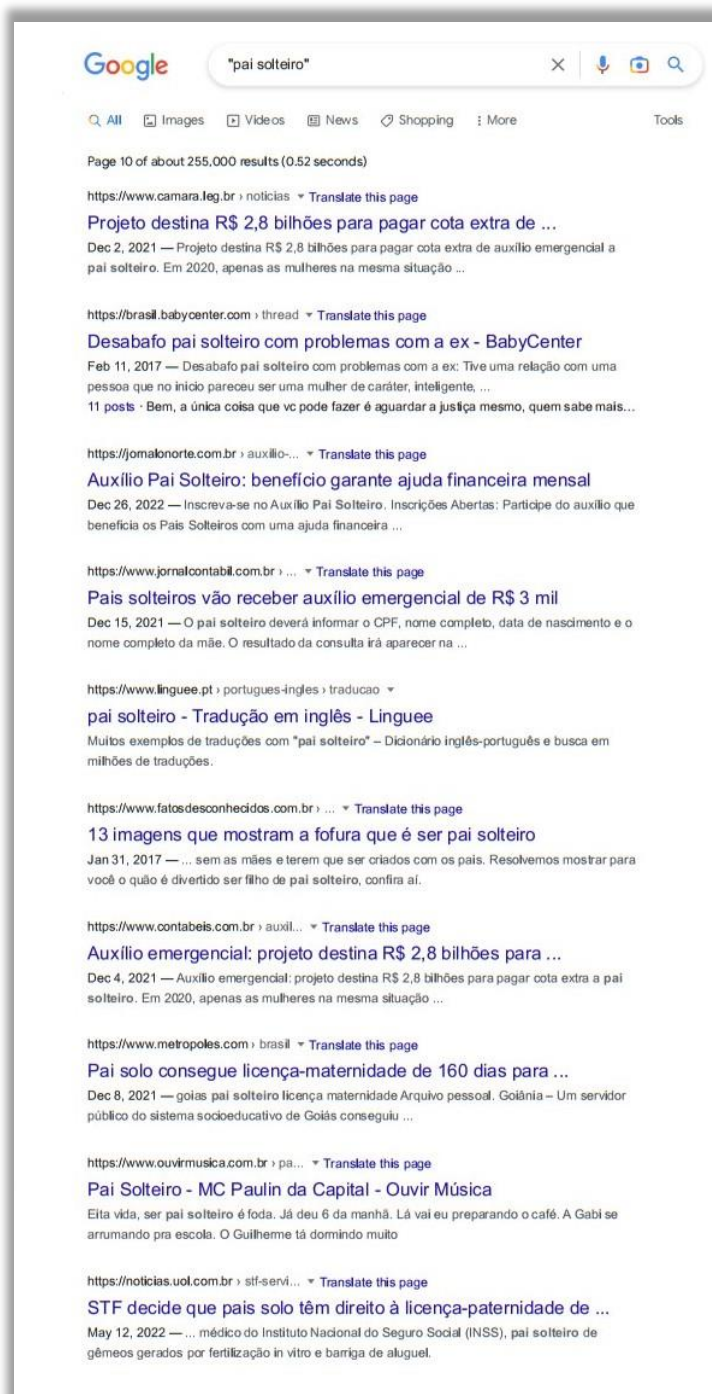 Google "pai solteiro"
All Images Videos News Shopping More Tools
Page 10 of about 255,000 results (0.52 seconds)
https://www.camara.leg.br › noticias Translate this page
Projeto destina R$ 2,8 bilhões para pagar cota extra de ...
Dec 2, 2021 — Projeto destina R$ 2,8 bilhões para pagar cota extra de auxílio emergencial a
pai solteiro. Em 2020, apenas as mulheres na mesma situação ...
https://brasil.babycenter.com › thread Translate this page
Desabafo pai solteiro com problemas com a ex - BabyCenter
Feb 11, 2017 — Desabafo pai solteiro com problemas com a ex: Tive uma relação com uma
pessoa que no inicio pareceu ser uma mulher de caráter, inteligente, ...
11 posts · Bem, a única coisa que vc pode fazer é aguardar a justiça mesmo, quem sabe mais...
https://jornalonorte.com.br › auxilio-... Translate this page
Auxílio Pai Solteiro: benefício garante ajuda financeira mensal
Dec 26, 2022 — Inscreva-se no Auxílio Pai Solteiro. Inscrições Abertas: Participe do auxílio que
beneficia os Pais Solteiros com uma ajuda financeira ...
https://www.jornalcontabil.com.br › ... Translate this page
Pais solteiros vão receber auxílio emergencial de R$ 3 mil
Dec 15, 2021 — O pai solteiro deverá informar o CPF, nome completo, data de nascimento e o
nome completo da mãe. O resultado da consulta irá aparecer na ...
https://www.linguee.pt › portugues-ingles › traducao
pai solteiro - Tradução em inglês - Linguee
Muitos exemplos de traduções com "pai solteiro" – Dicionário inglês-português e busca em
milhões de traduções.
https://www.fatosdesconhecidos.com.br › ... Translate this page
13 imagens que mostram a fofura que é ser pai solteiro
Jan 31, 2017 — ... sem as mães e terem que ser criados com os pais. Resolvemos mostrar para
você o quão é divertido ser filho de pai solteiro, confira aí.
https://www.contabeis.com.br › auxil... Translate this page
Auxílio emergencial: projeto destina R$ 2,8 bilhões para ...
Dec 4, 2021 — Auxílio emergencial: projeto destina R$ 2,8 bilhões para pagar cota extra a pai
solteiro. Em 2020, apenas as mulheres na mesma situação ...
https://www.metropoles.com › brasil Translate this page
Pai solo consegue licença-maternidade de 160 dias para ...
Dec 8, 2021 — goias pai solteiro licença maternidade Arquivo pessoal. Goiânia – Um servidor
público do sistema socioeducativo de Goiás conseguiu ...
https://www.ouvirmusica.com.br › pa... Translate this page
Pai Solteiro - MC Paulin da Capital - Ouvir Música
Eita vida, ser pai solteiro é foda. Já deu 6 da manhã. Lá vai eu preparando o café. A Gabi se
arrumando pra escola. O Guilherme tá dormindo muito
https://noticias.uol.com.br › stf-servi... Translate this page
STF decide que pais solo têm direito à licença-paternidade de ...
May 12, 2022 — ... médico do Instituto Nacional do Seguro Social (INSS), pai solteiro de
gêmeos gerados por fertilização in vitro e barriga de aluguel.